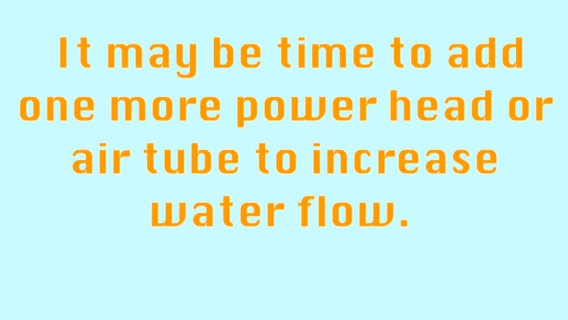 It may be time to add
one more power head or
air tube to increase
water flow.